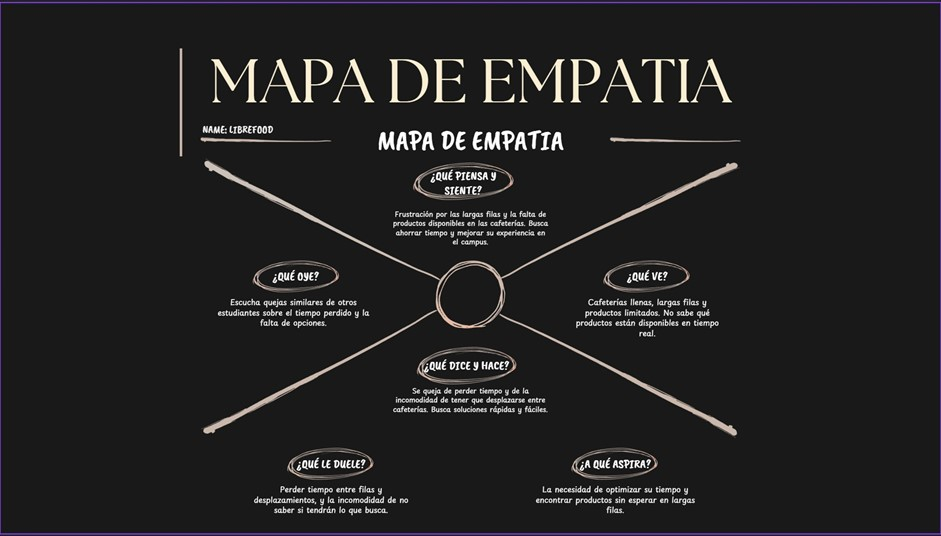 MAPA DE EMPATIA
NAME: LIBREFOOD
MAPA DE EMPATIA
¿QUÉ PIENSA Y
SIENTE?
Frustración por las largas filas y la falta de
productos disponibles en las cafeterías. Busca
ahorrar tiempo y mejorar su experiencia en
el campus.
¿QUÉ OYE?
Escucha quejas similares de otros
estudiantes sobre el tiempo perdido y la
falta de opciones.
¿QUÉ VE?
Cafeterías llenas, largas filas y
productos limitados. No sabe qué
productos están disponibles en tiempo
real.
¿QUÉ DICE Y HACE?
Se queja de perder tiempo y de la
incomodidad de tener que desplazarse entre
cafeterías. Busca soluciones rápidas y fáciles.
¿QUÉ LE DUELE?
Perder tiempo entre filas y
desplazamientos, y la incomodidad de no
saber si tendrán lo que busca.
¿A QUÉ ASPIRA?
La necesidad de optimizar su tiempo y
encontrar productos sin esperar en largas
filas.